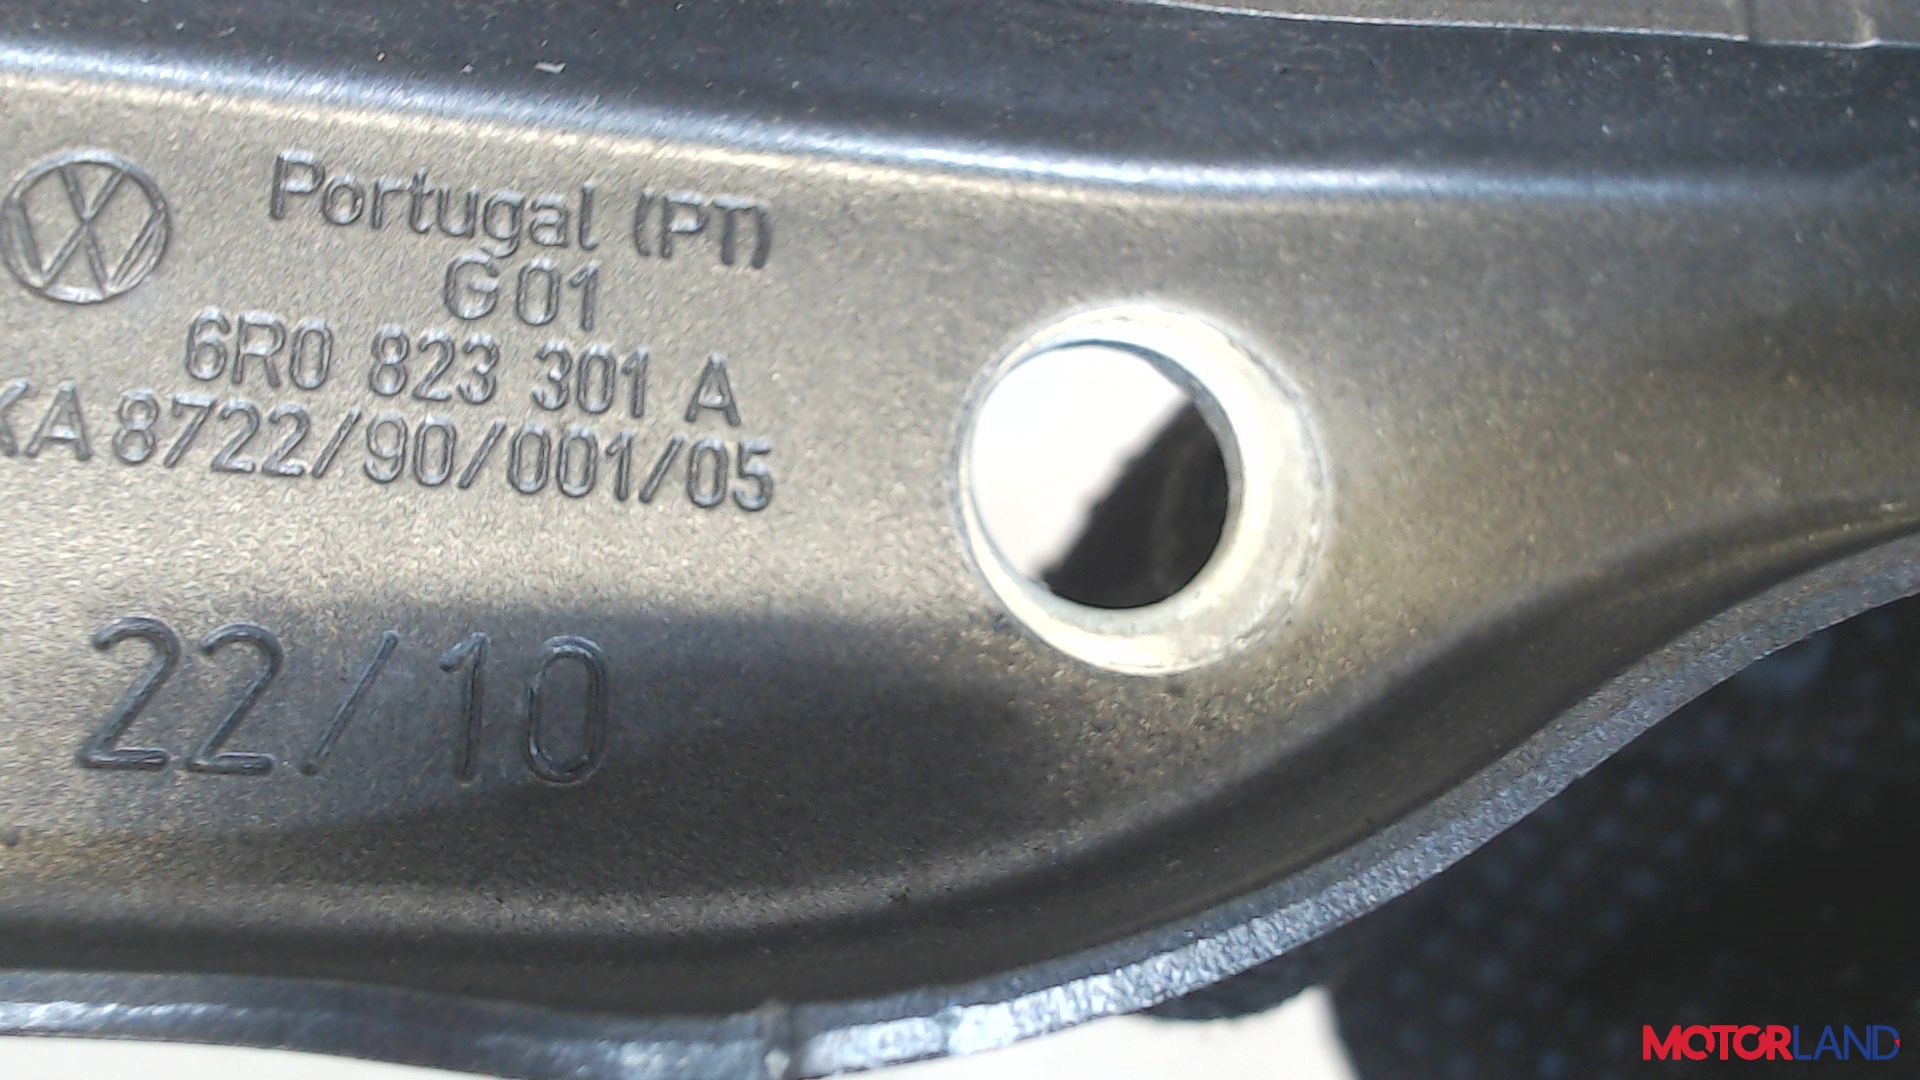 Portugal (PT)
G01
6R0 823 301 A
KA 8722/90/001/05
22/10
MOTORLAND